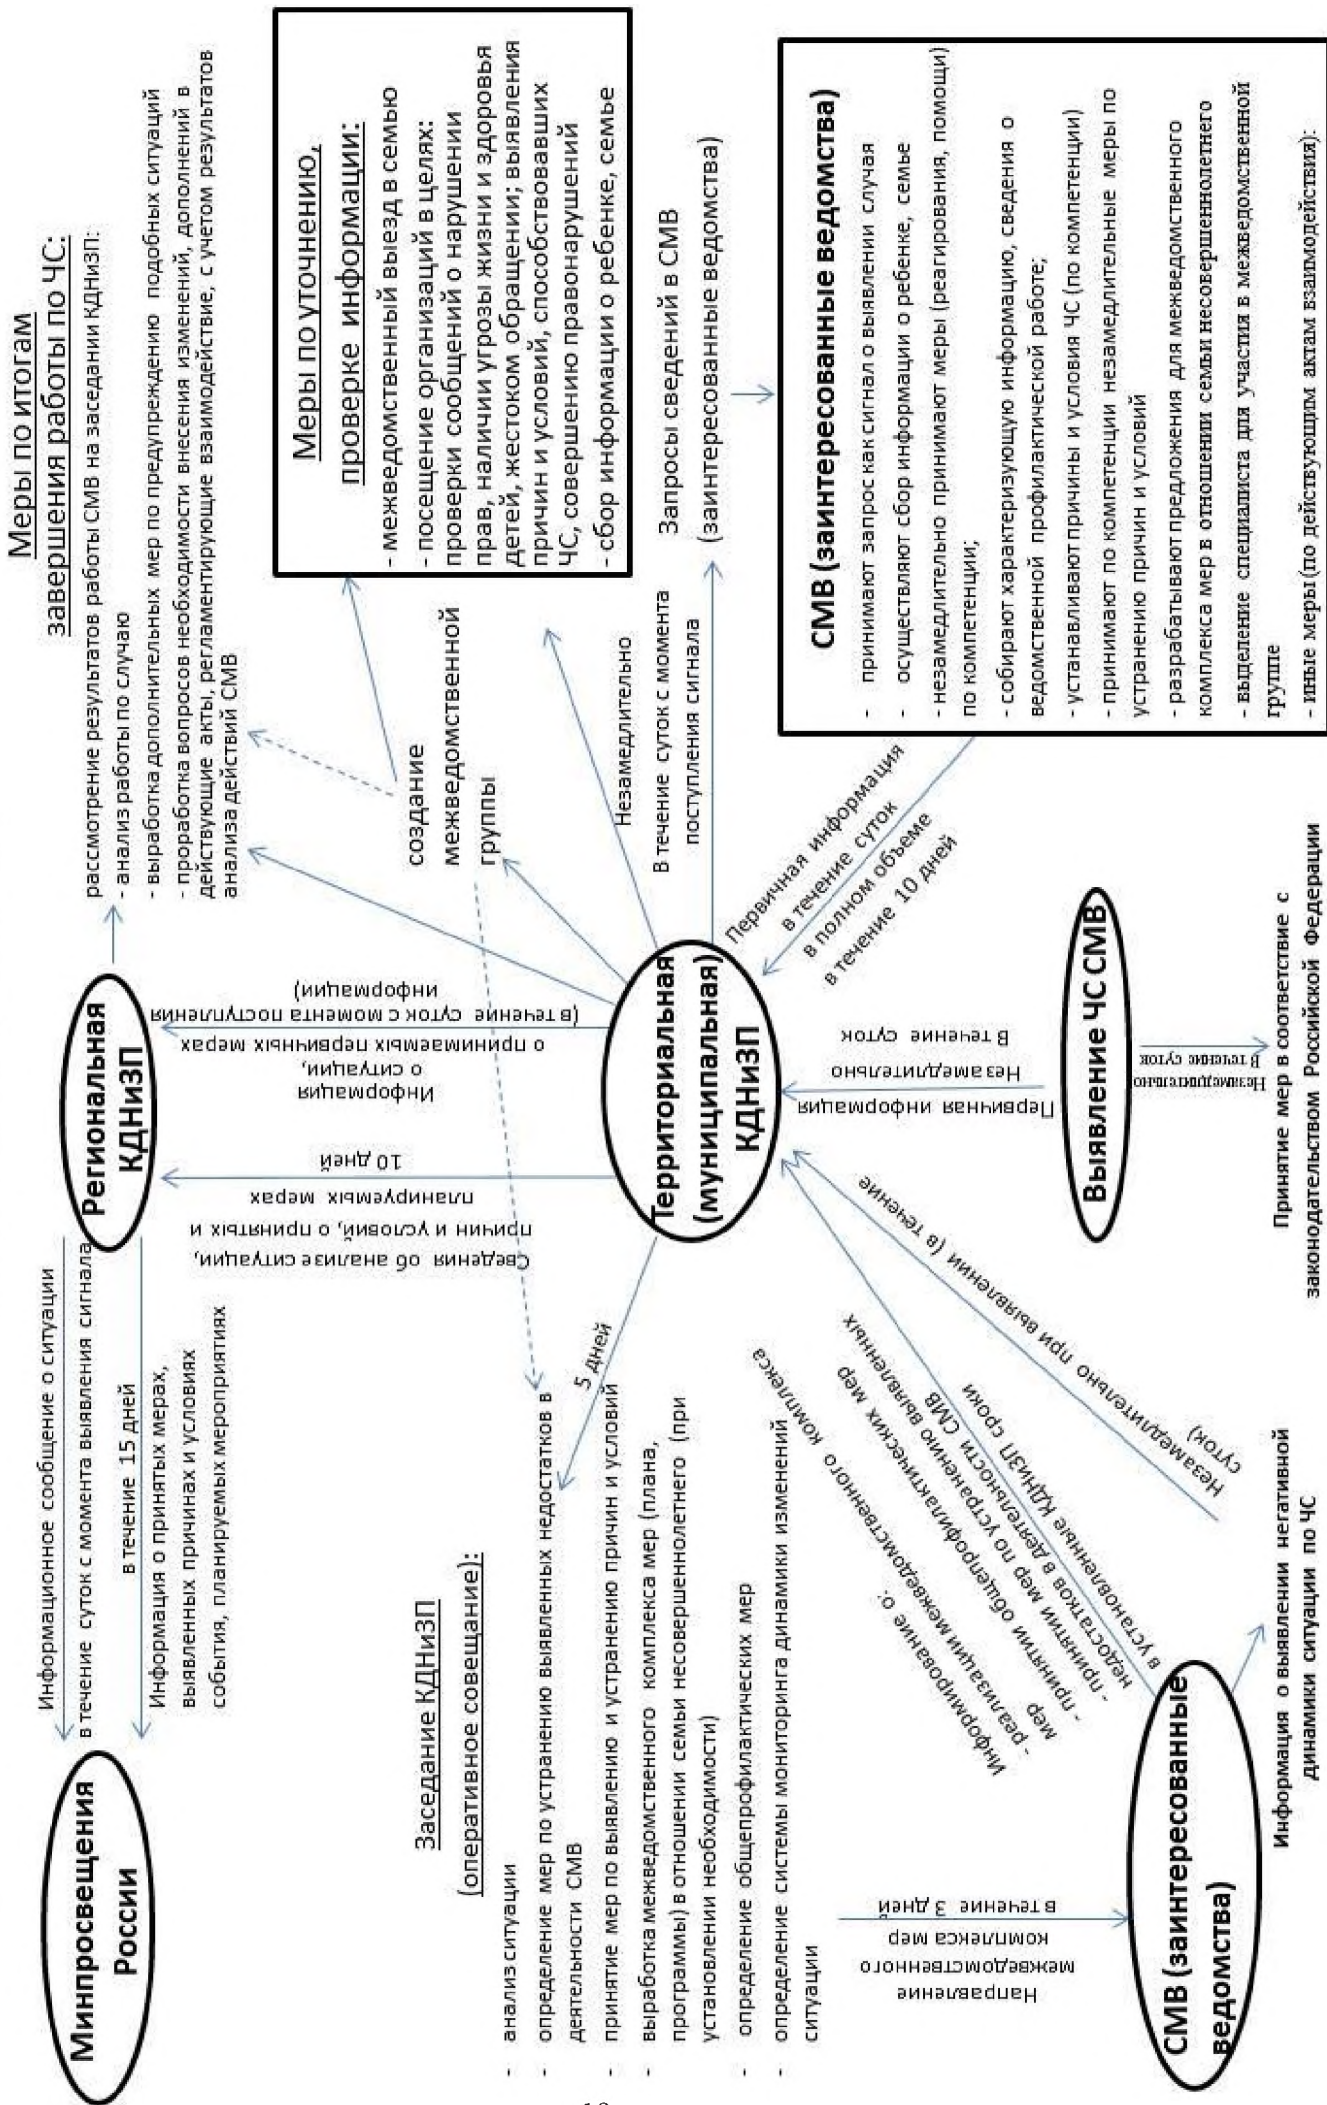 Минпросвещения
России
Информационное сообщение о ситуации
в течение суток с момента выявления сигнала
в течение 15 дней
Информация о принятых мерах,
выявленных причинах и условиях
события, планируемых мероприятиях
Региональная
КДНиЗП
Меры по итогам
завершения работы по ЧС:
рассмотрение результатов работы СМВ на заседании КДНиЗП:
- анализ работы по случаю
- выработка дополнительных мер по предупреждению подобных ситуаций
- проработка вопросов необходимости внесения изменений, дополнений в
действующие акты, регламентирующие взаимодействие, с учетом результатов
анализа действий СМВ
Сведения об анализе ситуации,
причин и условий, о принятых и
планируемых мерах
10 дней
Информация
о ситуации,
о принимаемых первичных мерах
(в течение суток с момента поступления
информации)
создание
межведомственной
группы
Меры по уточнению,
проверке информации:
- межведомственный выезд в семью
- посещение организаций в целях:
проверки сообщений о нарушении
прав, наличии угрозы жизни и здоровья
детей, жестоком обращении; выявления
причин и условий, способствовавших
ЧС, совершению правонарушений
- сбор информации о ребенке, семье
Заседание КДНиЗП
(оперативное совещание):
- анализ ситуации
- определение мер по устранению выявленных недостатков в
деятельности СМВ
- принятие мер по выявлению и устранению причин и условий
- выработка межведомственного комплекса мер (плана,
программы) в отношении семьи несовершеннолетнего (при
установлении необходимости)
- определение общепрофилактических мер
- определение системы мониторинга динамики изменений
ситуации
5 дней
Территориальная
(муниципальная)
КДНиЗП
Незамедлительно
В течение суток с момента
поступления сигнала
Запросы сведений в СМВ
(заинтересованные ведомства)
Первичная информация
в течение суток
в полном объеме
в течение 10 дней
СМВ (заинтересованные ведомства)
- принимают запрос как сигнал о выявлении случая
- осуществляют сбор информации о ребенке, семье
- незамедлительно принимают меры (реагирования, помощи)
по компетенции;
- собирают характеризующую информацию, сведения о
ведомственной профилактической работе;
- устанавливают причины и условия ЧС (по компетенции)
- принимают по компетенции незамедлительные меры по
устранению причин и условий
- разрабатывают предложения для межведомственного
комплекса мер в отношении семьи несовершеннолетнего
- выделение специалиста для участия в межведомственной
группе
- иные меры (по действующим актам взаимодействия):
Направление
межведомственного
комплекса мер
в течение 3 дней
Информирование о:
- реализации межведомственного комплекса
мер
- принятии общепрофилактических мер
- принятии мер по устранению выявленных
недостатков в деятельности СМВ
в установленные КДНиЗП сроки
Незамедлительно при выявлении (в течение
суток)
Первичная информация
Незамедлительно
В течение суток
СМВ (заинтересованные
ведомства)
Информация о выявлении негативной
динамики ситуации по ЧС
Выявление ЧС СМВ
Незамедлительно
В течение суток
Принятие мер в соответствие с
законодательством Российской Федерации